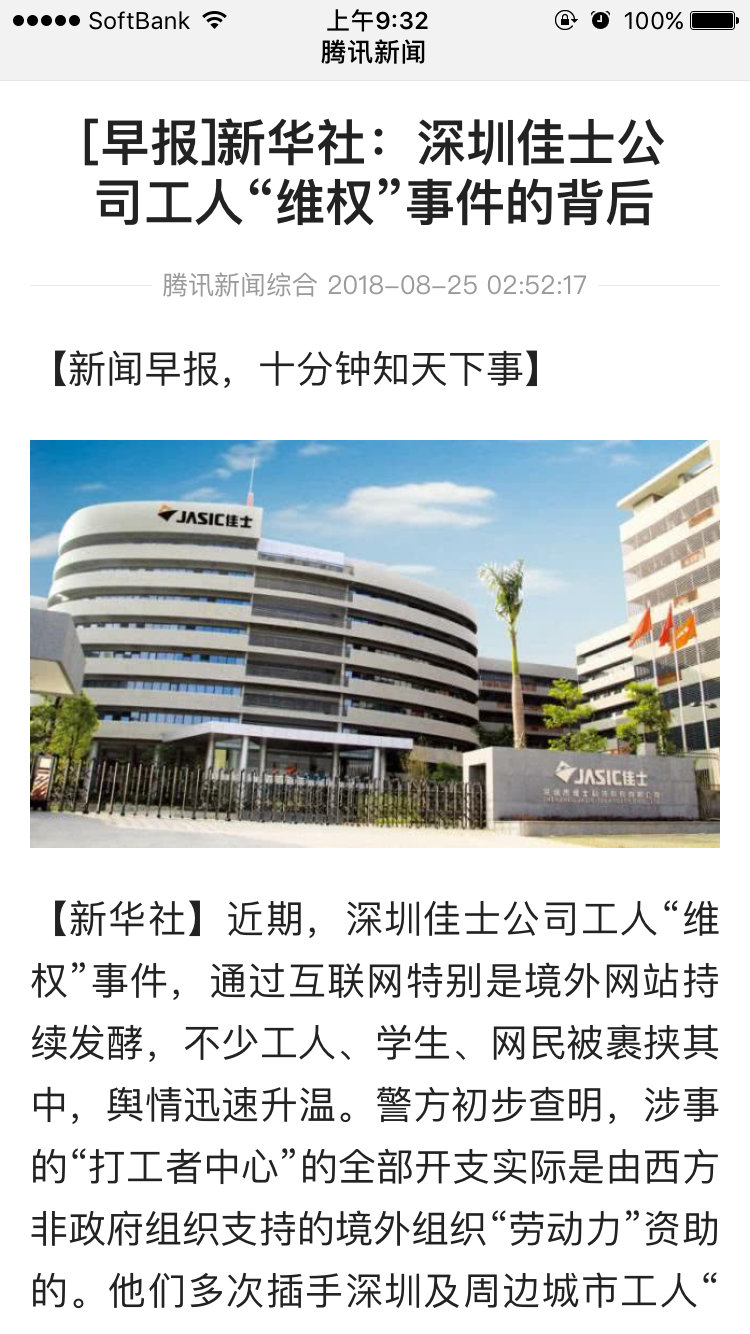 ●●●●● SoftBank 上午9:32 100%
腾讯新闻
[早报]新华社：深圳佳士公
司工人“维权”事件的背后
腾讯新闻综合 2018-08-25 02:52:17
【新闻早报，十分钟知天下事】
JASIC佳士
JASIC佳士
【新华社】近期，深圳佳士公司工人“维
权”事件，通过互联网特别是境外网站持
续发酵，不少工人、学生、网民被裹挟其
中，舆情迅速升温。警方初步查明，涉事
的“打工者中心”的全部开支实际是由西方
非政府组织支持的境外组织“劳动力”资助
的。他们多次插手深圳及周边城市工人“